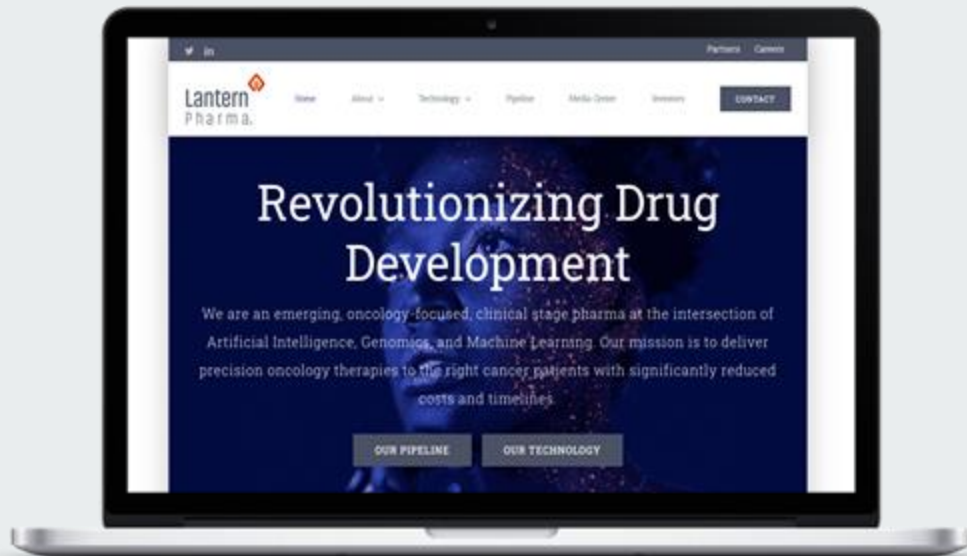 in
Partners Careers
Lantern
Pharma.
Home About Technology Pipeline Media Center Investors CONTACT
Revolutionizing Drug
Development
We are an emerging, oncology-focused, clinical stage pharma at the intersection of
Artificial Intelligence, Genomics, and Machine Learning. Our mission is to deliver
precision oncology therapies to the right cancer patients with significantly reduced
costs and timelines.
OUR PIPELINE OUR TECHNOLOGY